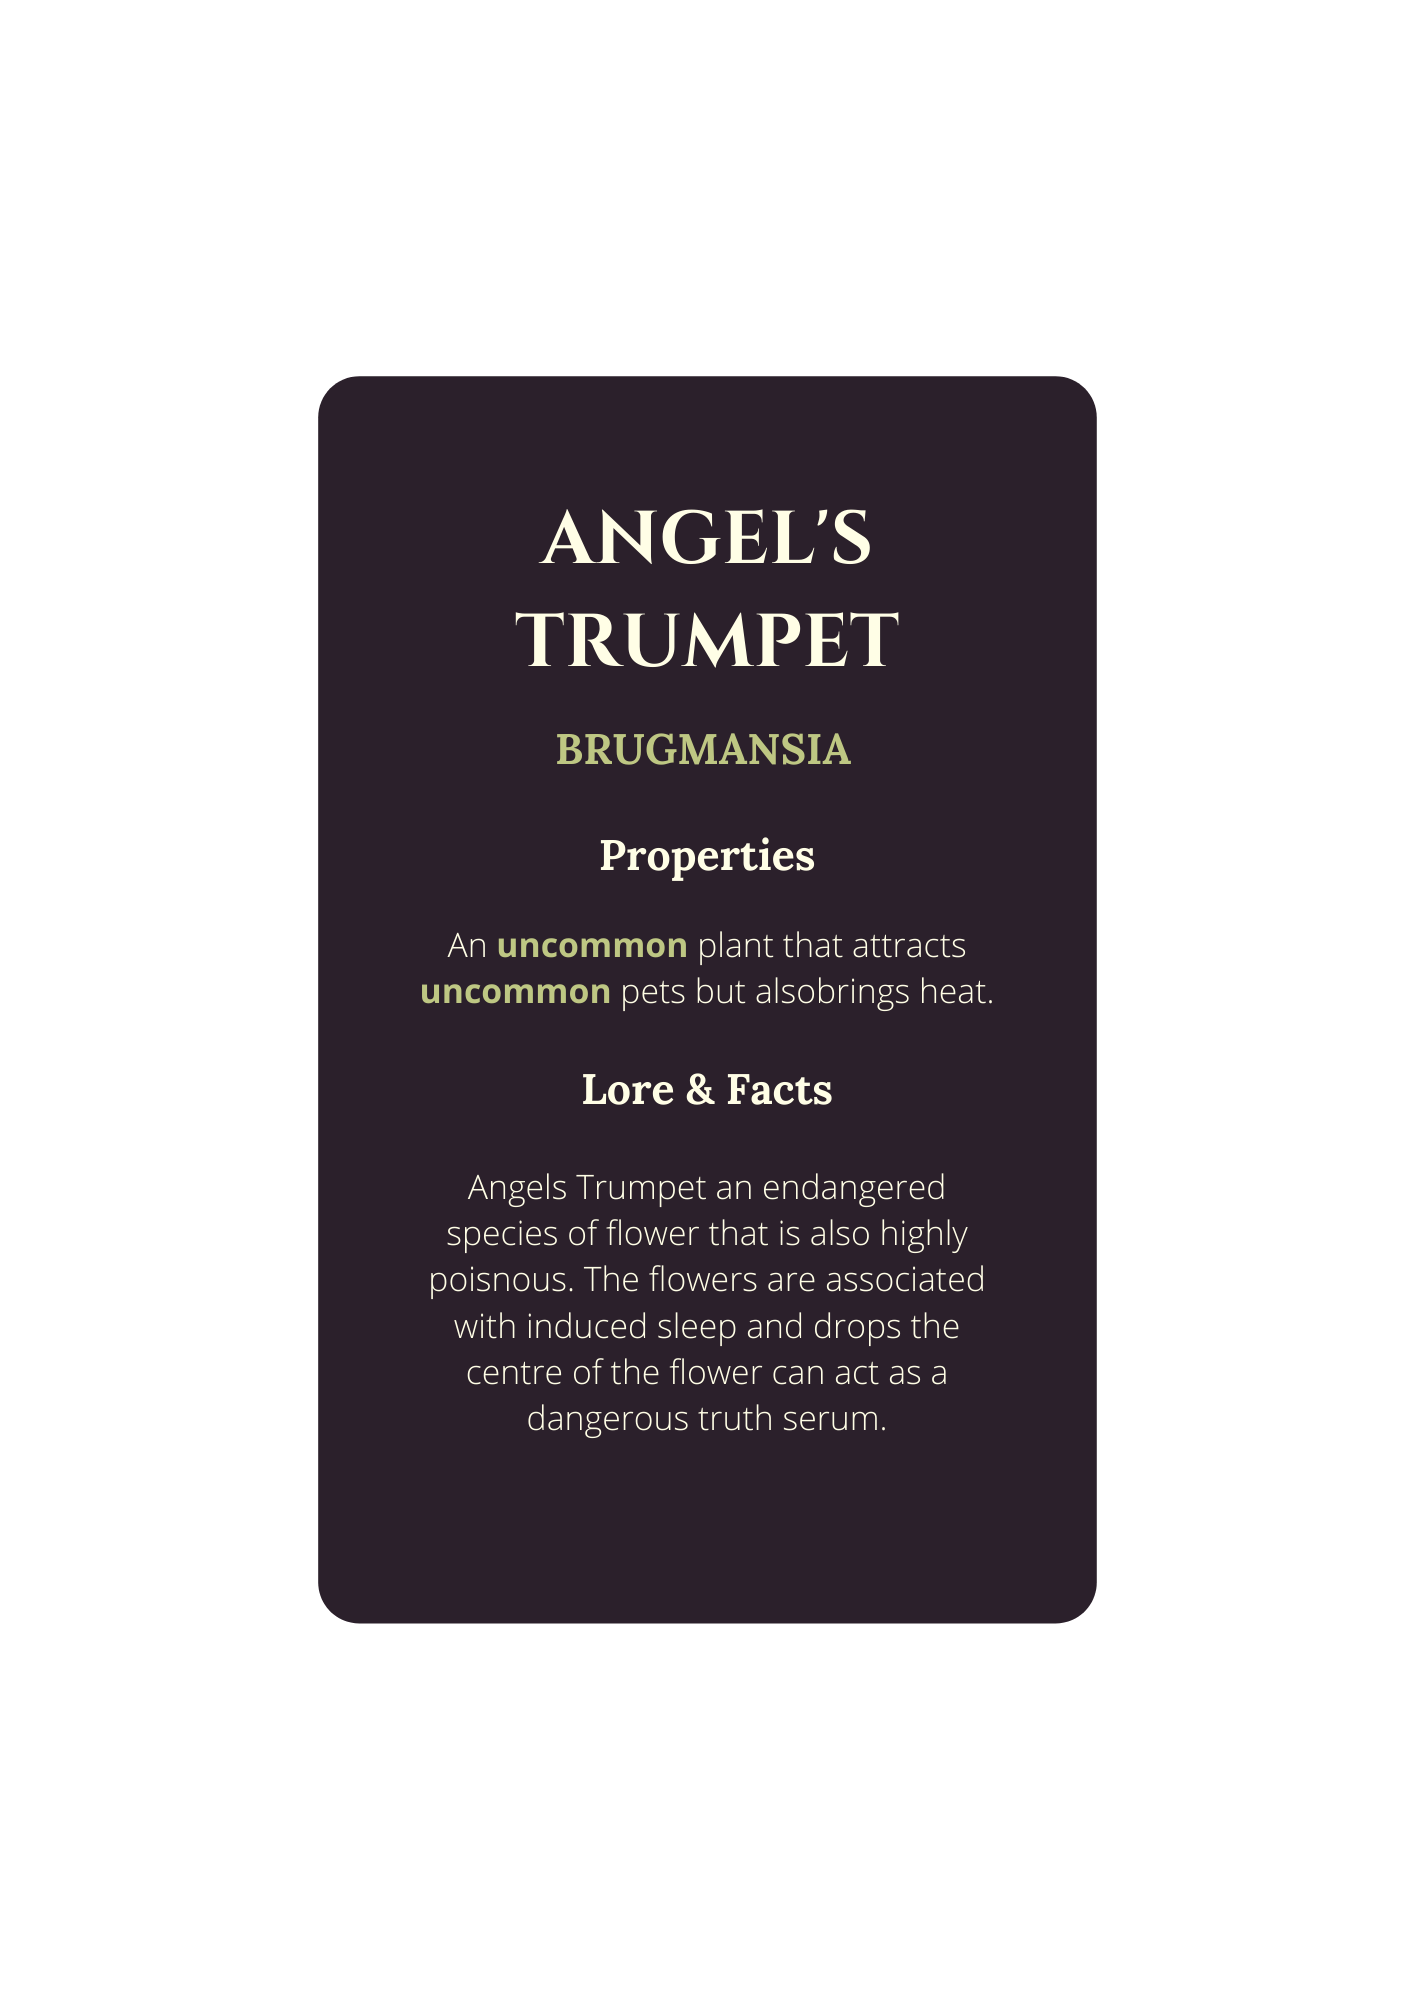 ANGEL'S
TRUMPET
BRUGMANSIA
Properties
An uncommon plant that attracts
uncommon pets but alsobrings heat.
Lore & Facts
Angels Trumpet an endangered
species of flower that is also highly
poisnous. The flowers are associated
with induced sleep and drops the
centre of the flower can act as a
dangerous truth serum.